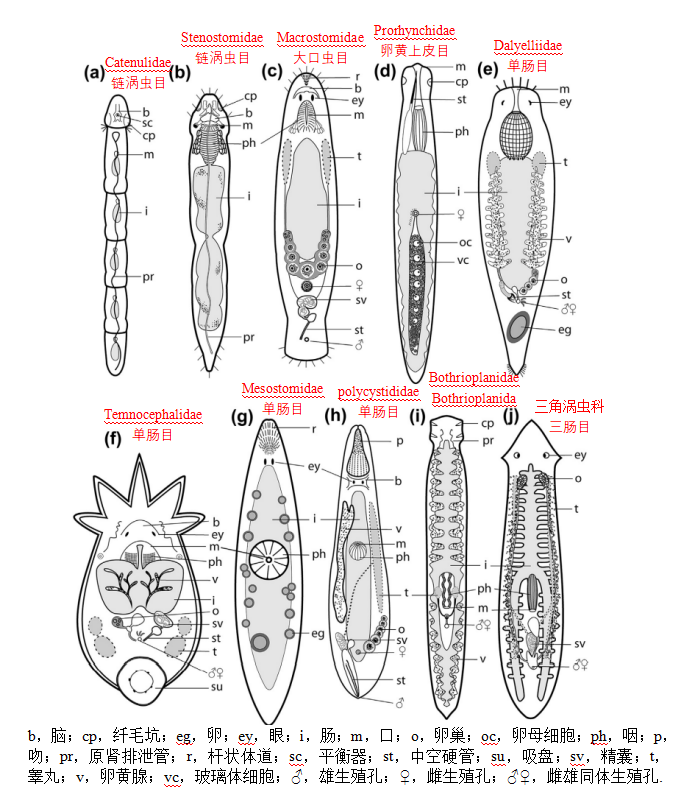 Catenulidae
链涡虫目
Stenostomidae
链涡虫目
Macrostomidae
大口虫目
Prorhynchidae
卵黄上皮目
Dalyelliidae
单肠目
(a)
b
sc
cp
m
i
pr
(b)
cp
b
m
ph
i
pr
(c)
r
b
ey
m
t
i
o
♀
sv
st
♂
(d)
m
cp
st
ph
i
♀
oc
vc
(e)
m
ey
t
i
v
o
st
♂♀
eg
Temnocephalidae
单肠目
Mesostomidae
单肠目
polycystididae
单肠目
Bothrioplanidae
Bothrioplanida
三角涡虫科
三肠目
(f)
b
ey
m
ph
v
i
o
sv
st
t
♂♀
su
(g)
r
ey
i
m
ph
eg
(h)
p
b
i
v
m
ph
t
o
sv
♀
st
♂
(i)
cp
pr
i
ph
m
♂♀
v
(j)
ey
o
t
i
ph
m
sv
♂♀
b，脑；cp，纤毛坑；eg，卵；ey，眼；i，肠；m，口；o，卵巢；oc，卵母细胞；ph，咽；p，
吻；pr，原肾排泄管；r，杆状体道；sc，平衡器；st，中空硬管；su，吸盘；sv，精囊；t，
睾丸；v，卵黄腺；vc，玻璃体细胞；♂，雄生殖孔；♀，雌生殖孔；♂♀，雌雄同体生殖孔.